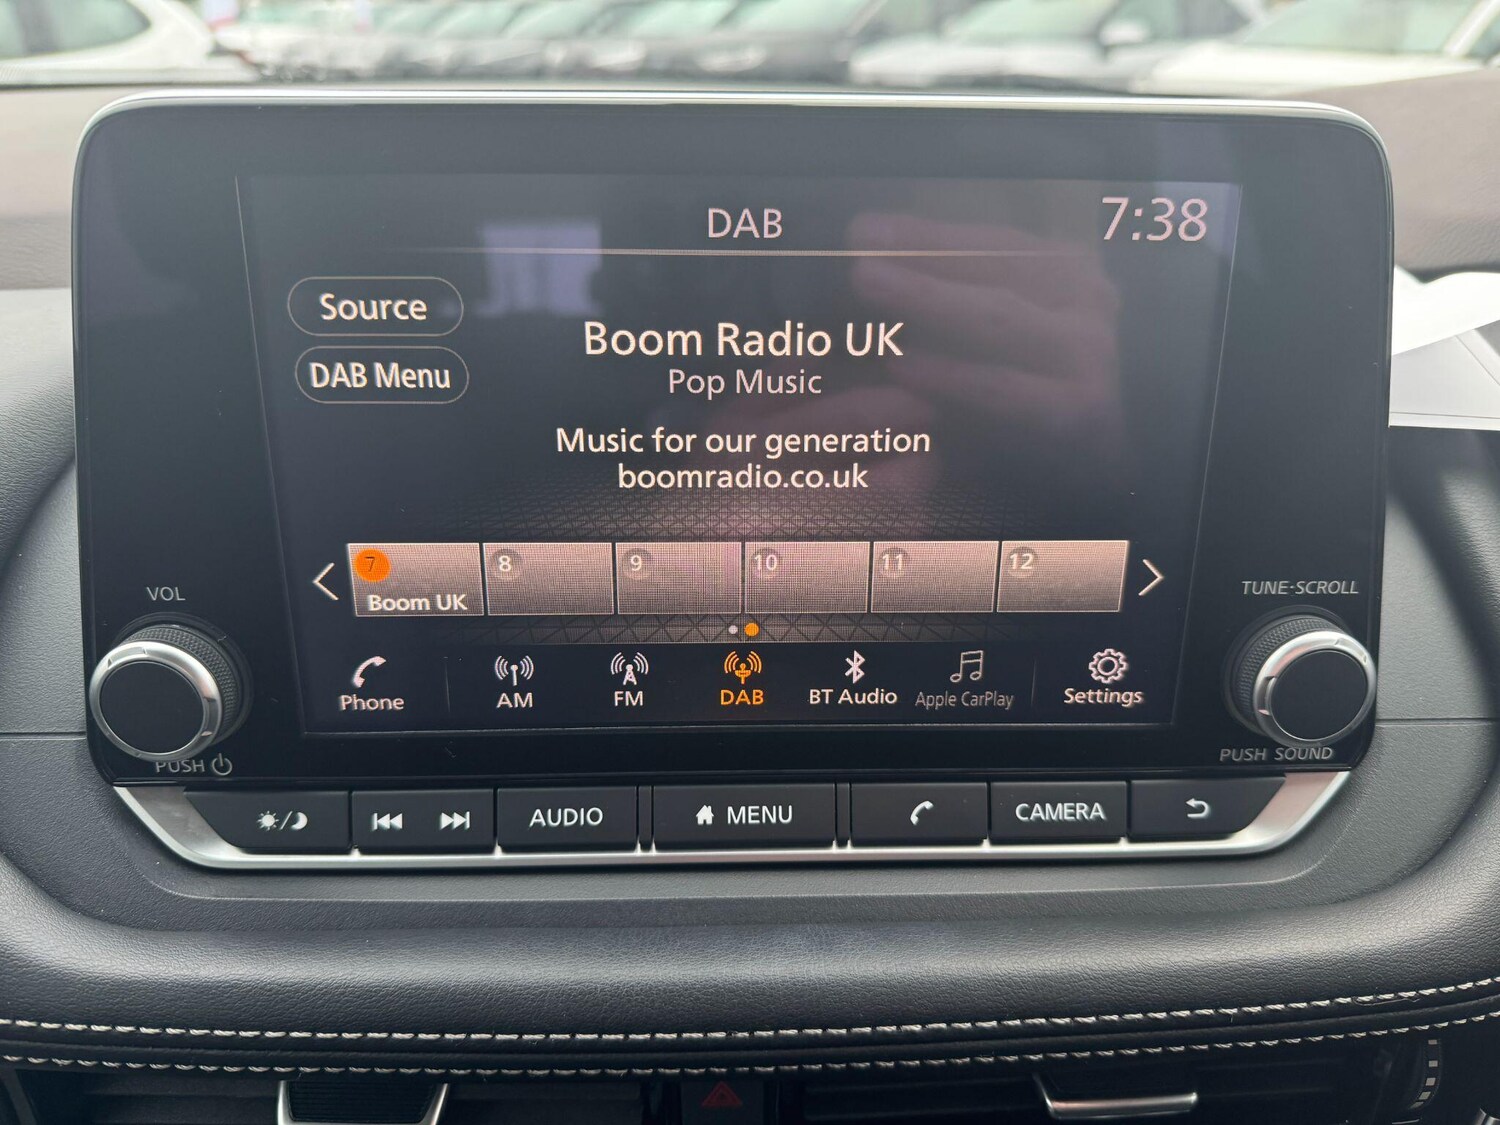 DAB
7:38
Source
DAB Menu
Boom Radio UK
Pop Music
Music for our generation
boomradio.co.uk
7
Boom UK
8
9
10
11
12
Phone
AM
FM
DAB
BT Audio
Apple CarPlay
Settings
VOL
PUSH
TUNE·SCROLL
PUSH SOUND
AUDIO
MENU
CAMERA